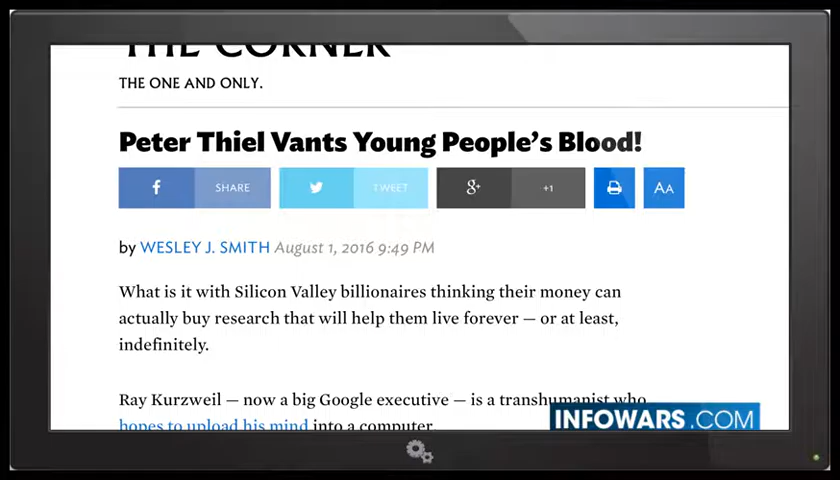 THE CORNER
THE ONE AND ONLY.
Peter Thiel Vants Young People's Blood!
f SHARE TWEET g+ +1 AA
by WESLEY J. SMITH August 1, 2016 9:49 PM
What is it with Silicon Valley billionaires thinking their money can
actually buy research that will help them live forever — or at least,
indefinitely.
Ray Kurzweil — now a big Google executive — is a transhumanist who
hopes to upload his mind into a computer.
INFOWARS.COM